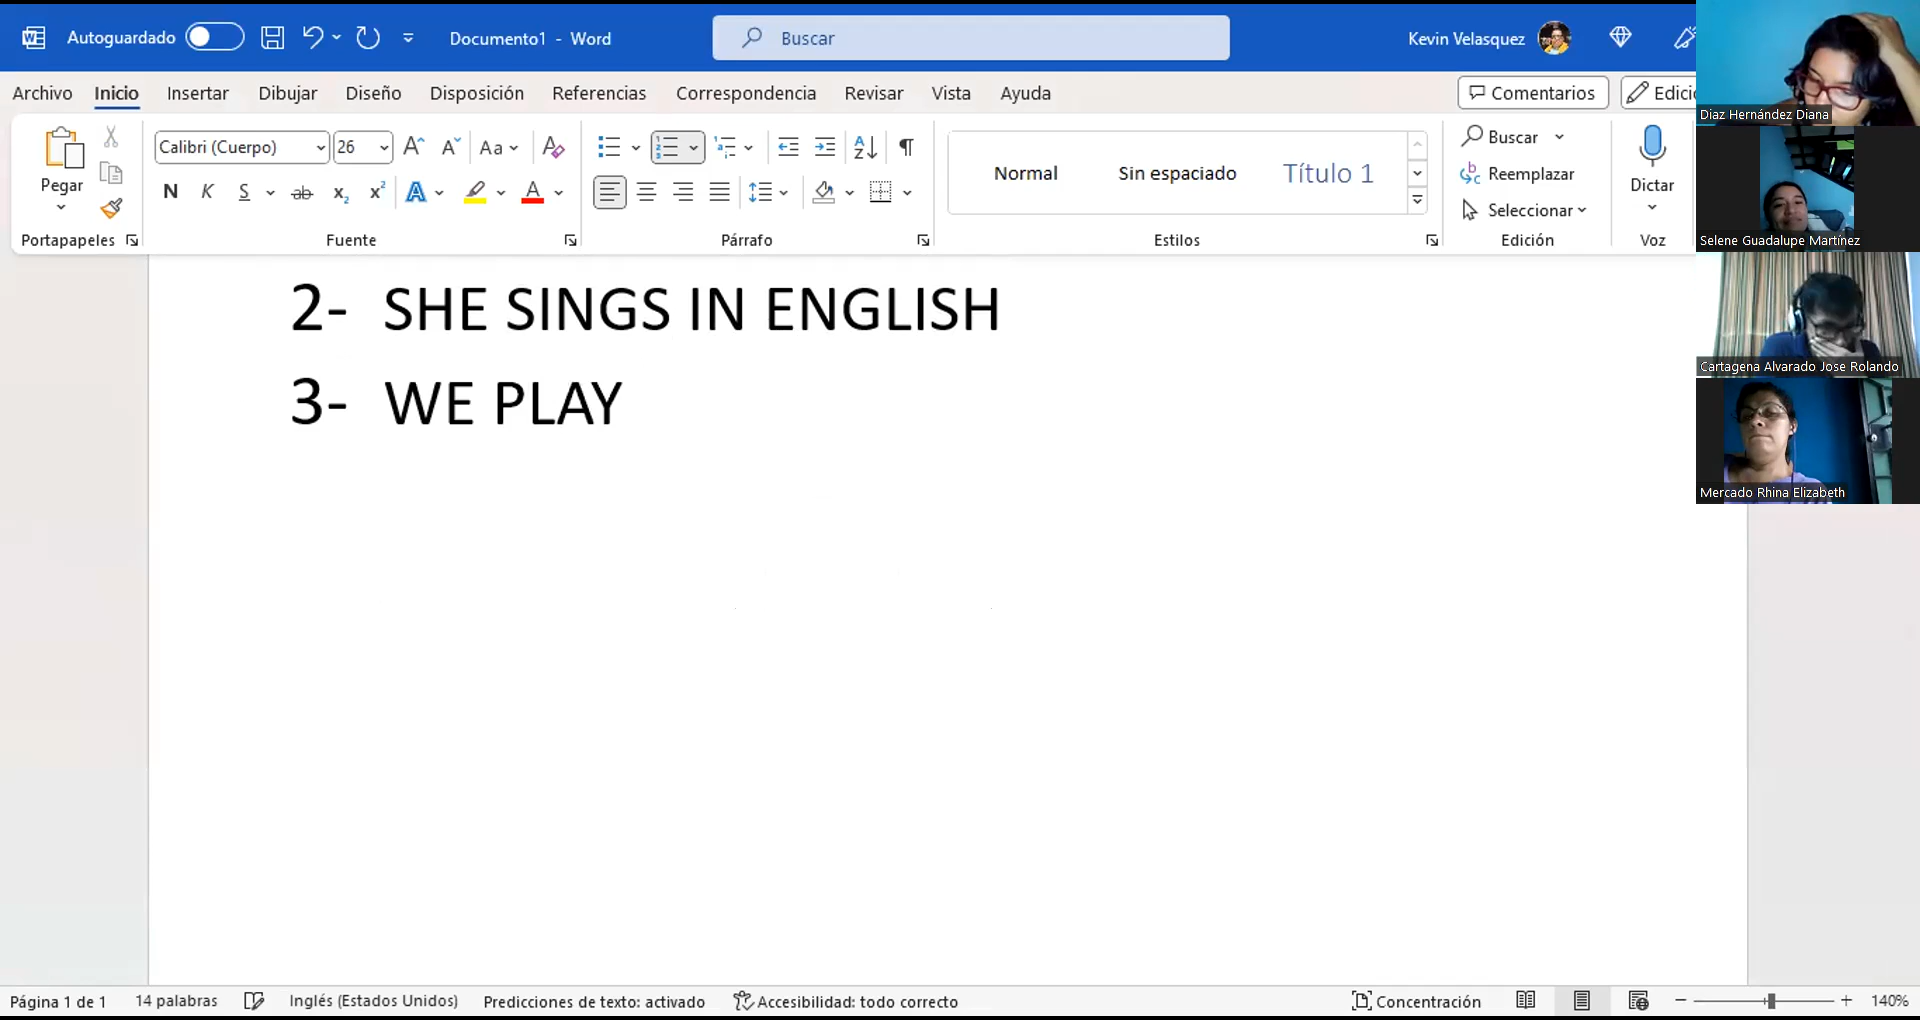 Autoguardado
Documento1 - Word
Buscar
Kevin Velasquez
Archivo Inicio Insertar Dibujar Diseño Disposición Referencias Correspondencia Revisar Vista Ayuda
Comentarios
Edici
Pegar
Portapapeles
Calibri (Cuerpo) 26
Fuente
Párrafo
Normal
Sin espaciado
Título 1
Estilos
Buscar
Reemplazar
Seleccionar
Edición
Dictar
Voz
Diaz Hernández Diana
Selene Guadalupe Martínez
Cartagena Alvarado Jose Rolando
Mercado Rhina Elizabeth
2- SHE SINGS IN ENGLISH
3- WE PLAY
Página 1 de 1 14 palabras Inglés (Estados Unidos) Predicciones de texto: activado Accesibilidad: todo correcto
Concentración
140%